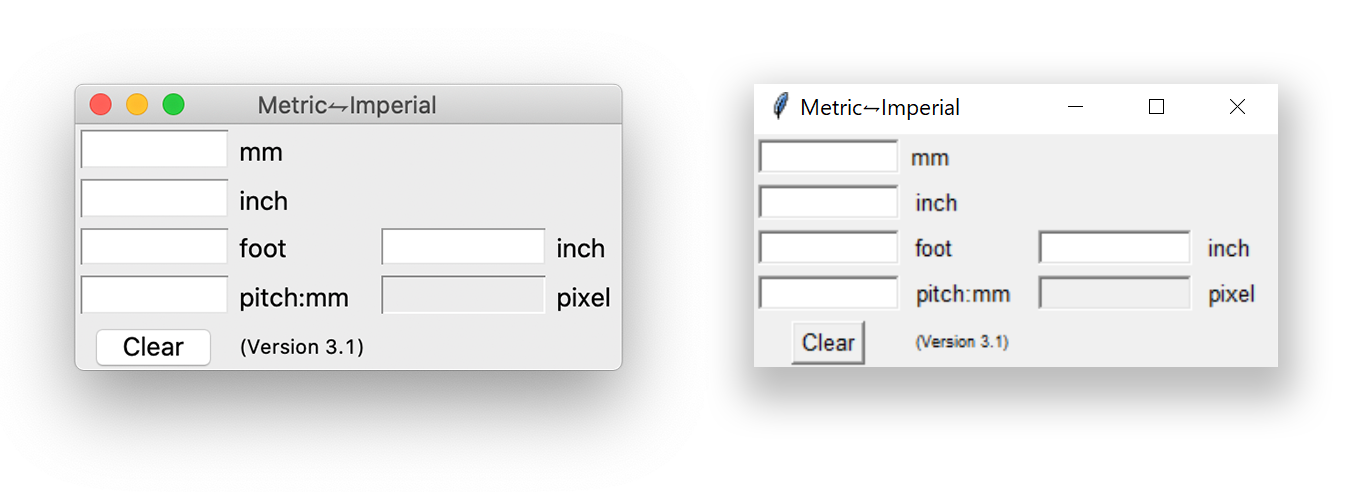 Metric⇋Imperial
mm
inch
foot inch
pitch:mm pixel
Clear (Version 3.1)
Metric⇋Imperial
mm
inch
foot inch
pitch:mm pixel
Clear (Version 3.1)